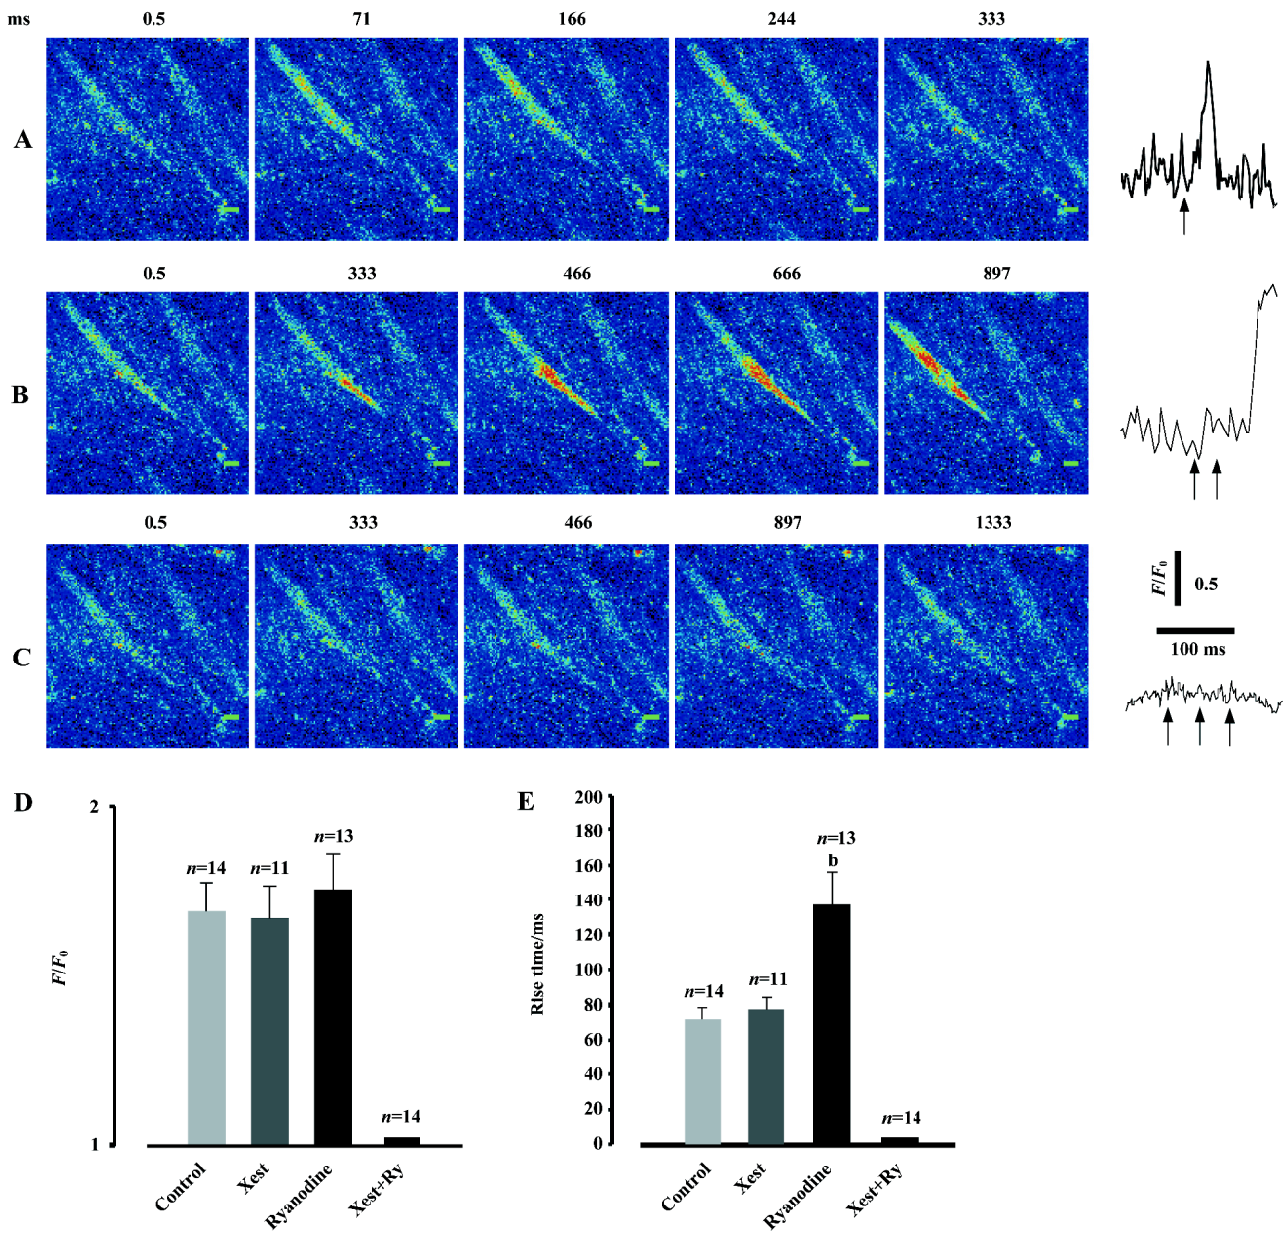 ms 0.5 71 166 244 333
A
0.5 333 466 666 897
B
0.5 333 466 897 1333
C
F/F0 0.5
100 ms
D
2
n=14 n=11 n=13
F/F0
n=14
1
Control Xest Ryanodine Xest+Ry
E
200
180
160
140
120
100
80
60
40
20
0
Rise time/ms
n=14 n=11 n=13
b
n=14
Control Xest Ryanodine Xest+Ry